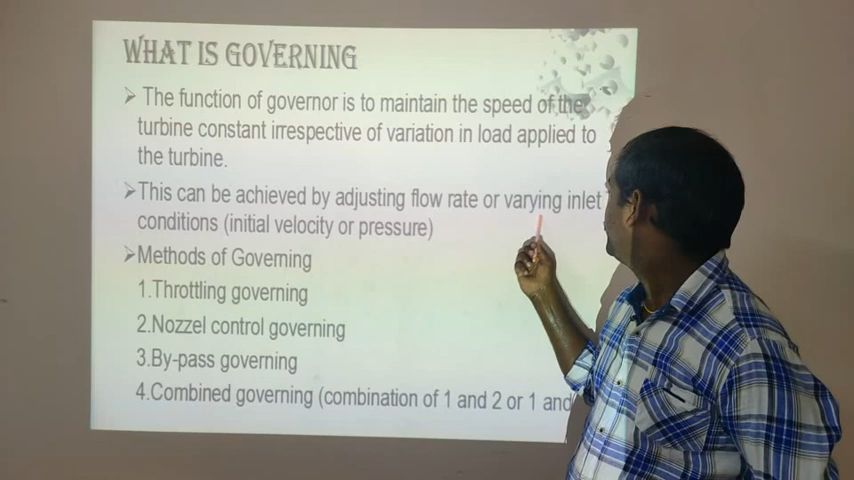 WHAT IS GOVERNING
➢ The function of governor is to maintain the speed of the
turbine constant irrespective of variation in load applied to
the turbine.
➢This can be achieved by adjusting flow rate or varying inlet
conditions (initial velocity or pressure)
➢Methods of Governing
1.Throttling governing
2.Nozzel control governing
3.By-pass governing
4.Combined governing (combination of 1 and 2 or 1 and